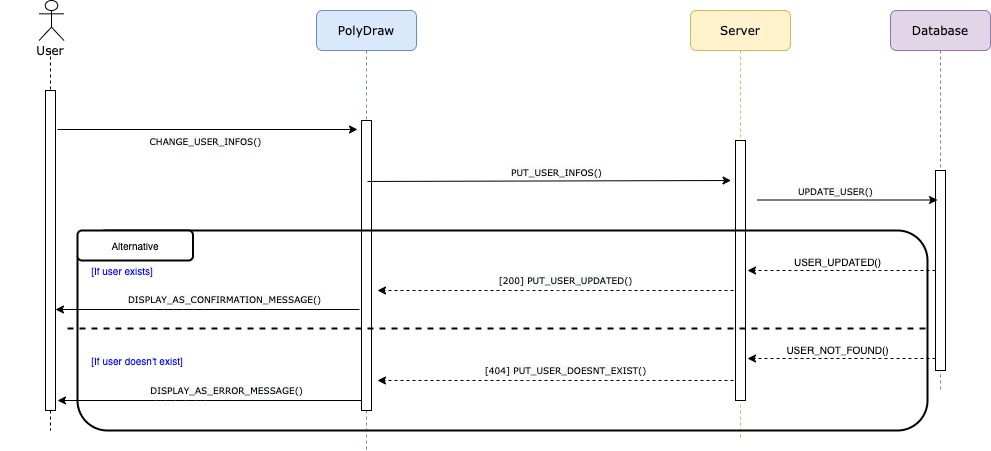 User
PolyDraw
Server
Database
CHANGE_USER_INFOS()
PUT_USER_INFOS()
UPDATE_USER()
Alternative
[If user exists]
USER_UPDATED()
[200] PUT_USER_UPDATED()
DISPLAY_AS_CONFIRMATION_MESSAGE()
[If user doesn't exist]
USER_NOT_FOUND()
[404] PUT_USER_DOESNT_EXIST()
DISPLAY_AS_ERROR_MESSAGE()